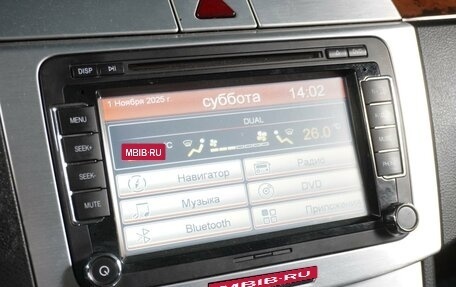 DISP
1 Ноября 2025 г.
суббота
14:02
MENU
DUAL
SEEK+
MBIB.RU
C
26.0
Навигатор
Радио
SEEK-
Музыка
DVD
MUTE
Bluetooth
Приложения
MBIB.RU